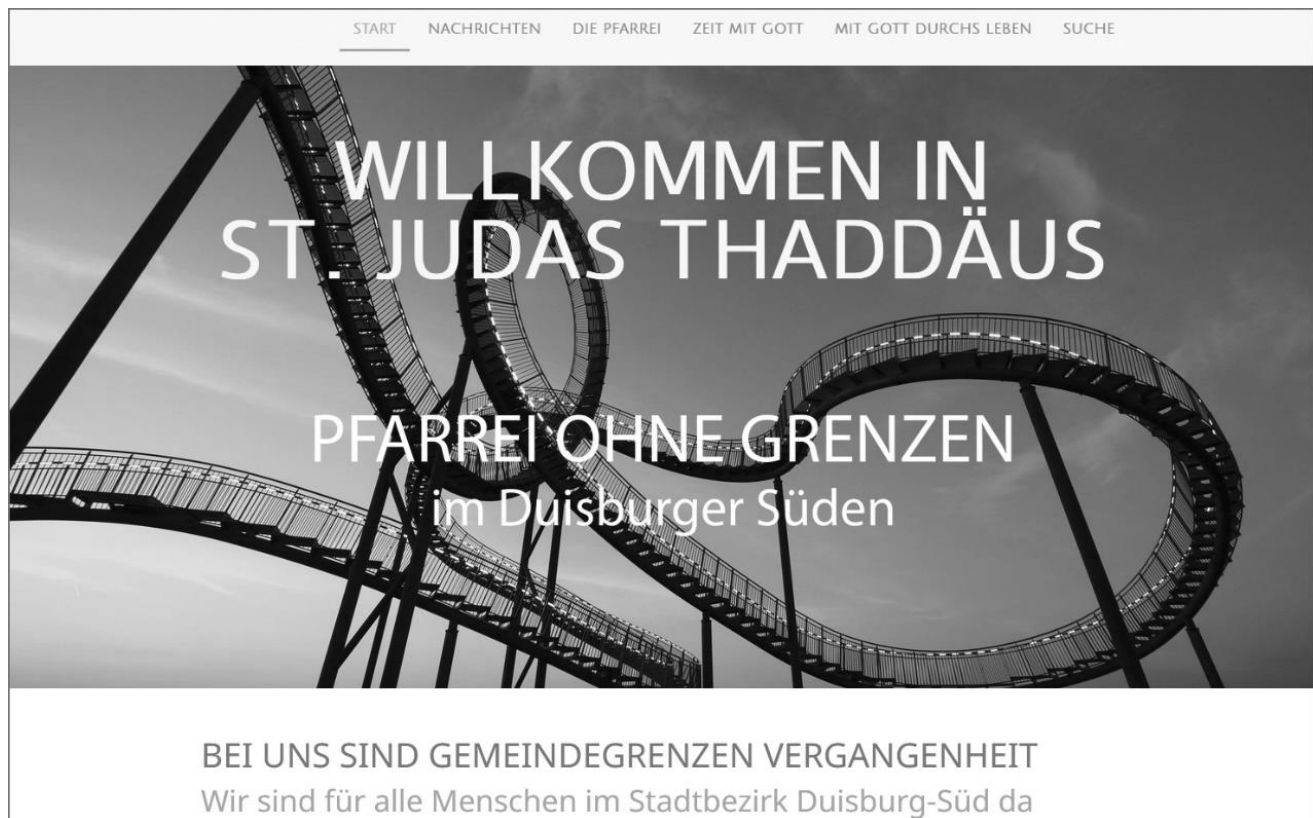 START NACHRICHTEN DIE PFARREI ZEIT MIT GOTT MIT GOTT DURCHS LEBEN SUCHE
WILLKOMMEN IN
ST. JUDAS THADDÄUS
PFARREI OHNE GRENZEN
im Duisburger Süden
BEI UNS SIND GEMEINDEGRENZEN VERGANGENHEIT
Wir sind für alle Menschen im Stadtbezirk Duisburg-Süd da